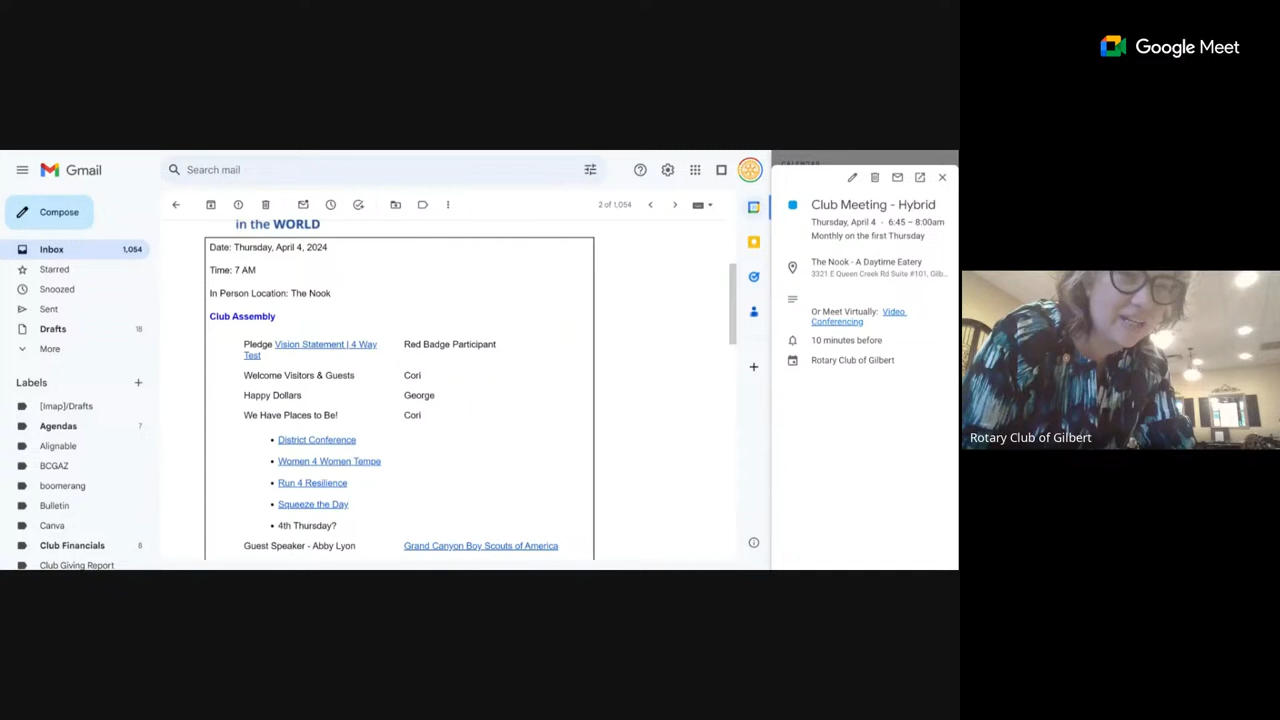 Google Meet
Gmail
Search mail
CALENDAR
Compose
2 of 1,054
Inbox 1,054
Starred
Snoozed
Sent
Drafts 18
More
Labels
[Imap]/Drafts
Agendas 7
Alignable
BCGAZ
boomerang
Bulletin
Canva
Club Financials 8
Club Giving Report
in the WORLD
Date: Thursday, April 4, 2024
Time: 7 AM
In Person Location: The Nook
Club Assembly
Pledge Vision Statement | 4 Way Red Badge Participant
Test
Welcome Visitors & Guests Cori
Happy Dollars George
We Have Places to Be! Cori
• District Conference
• Women 4 Women Tempe
• Run 4 Resilience
• Squeeze the Day
• 4th Thursday?
Guest Speaker - Abby Lyon Grand Canyon Boy Scouts of America
Club Meeting - Hybrid
Thursday, April 4 · 6:45 – 8:00am
Monthly on the first Thursday
The Nook - A Daytime Eatery
3321 E Queen Creek Rd Suite #101, Gilb...
Or Meet Virtually: Video
Conferencing
10 minutes before
Rotary Club of Gilbert
Rotary Club of Gilbert